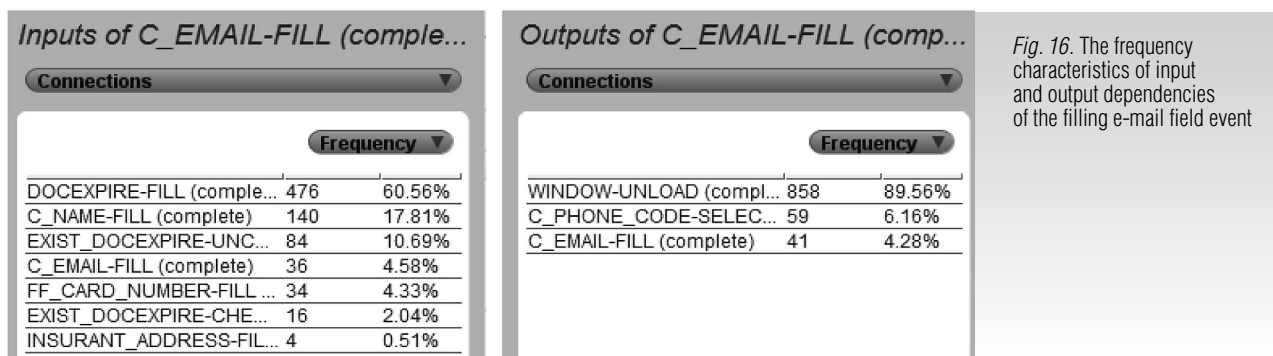 Inputs of C_EMAIL-FILL (comple...
Connections
Frequency
DOCEXPIRE-FILL (comple... 476 60.56%
C_NAME-FILL (complete) 140 17.81%
EXIST_DOCEXPIRE-UNC... 84 10.69%
C_EMAIL-FILL (complete) 36 4.58%
FF_CARD_NUMBER-FILL ... 34 4.33%
EXIST_DOCEXPIRE-CHE... 16 2.04%
INSURANT_ADDRESS-FIL... 4 0.51%
Outputs of C_EMAIL-FILL (comp...
Connections
Frequency
WINDOW-UNLOAD (compl... 858 89.56%
C_PHONE_CODE-SELEC... 59 6.16%
C_EMAIL-FILL (complete) 41 4.28%
Fig. 16. The frequency
characteristics of input
and output dependencies
of the filling e-mail field event